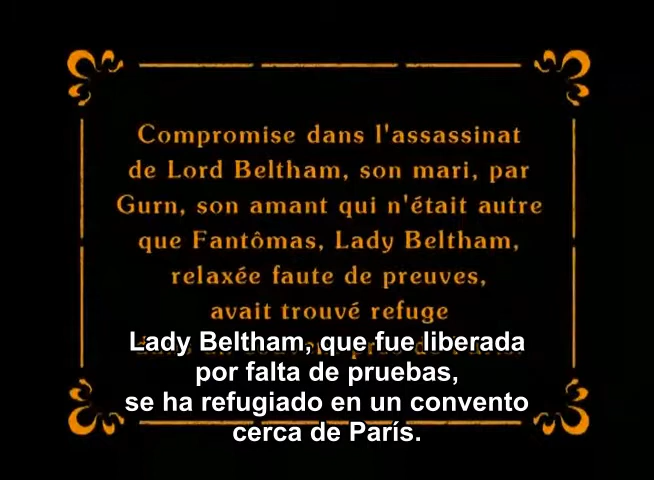 Compromise dans l'assassinat
de Lord Beltham, son mari, par
Gurn, son amant qui n'était autre
que Fantômas, Lady Beltham,
relaxée faute de preuves,
avait trouvé refuge
Lady Beltham, que fue liberada
por falta de pruebas,
se ha refugiado en un convento
cerca de París.